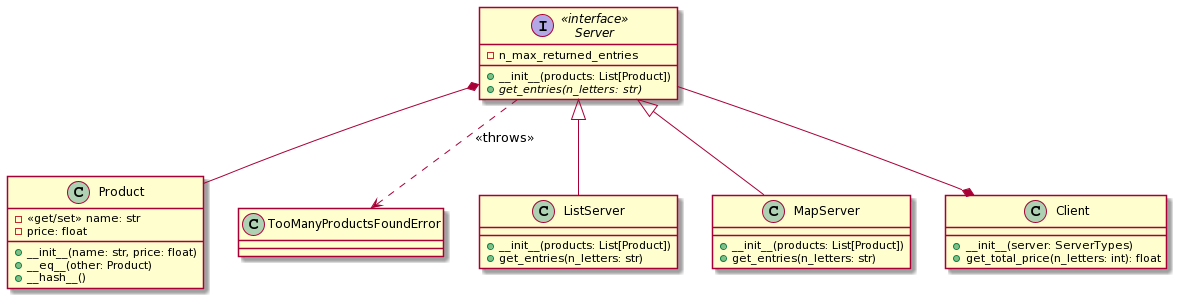 I
«interface»
Server
n_max_returned_entries
__init__(products: List[Product])
get_entries(n_letters: str)
«throws»
C Product
«get/set» name: str
price: float
__init__(name: str, price: float)
__eq__(other: Product)
__hash__()
C TooManyProductsFoundError
C ListServer
__init__(products: List[Product])
get_entries(n_letters: str)
C MapServer
__init__(products: List[Product])
get_entries(n_letters: str)
C Client
__init__(server: ServerTypes)
get_total_price(n_letters: int): float